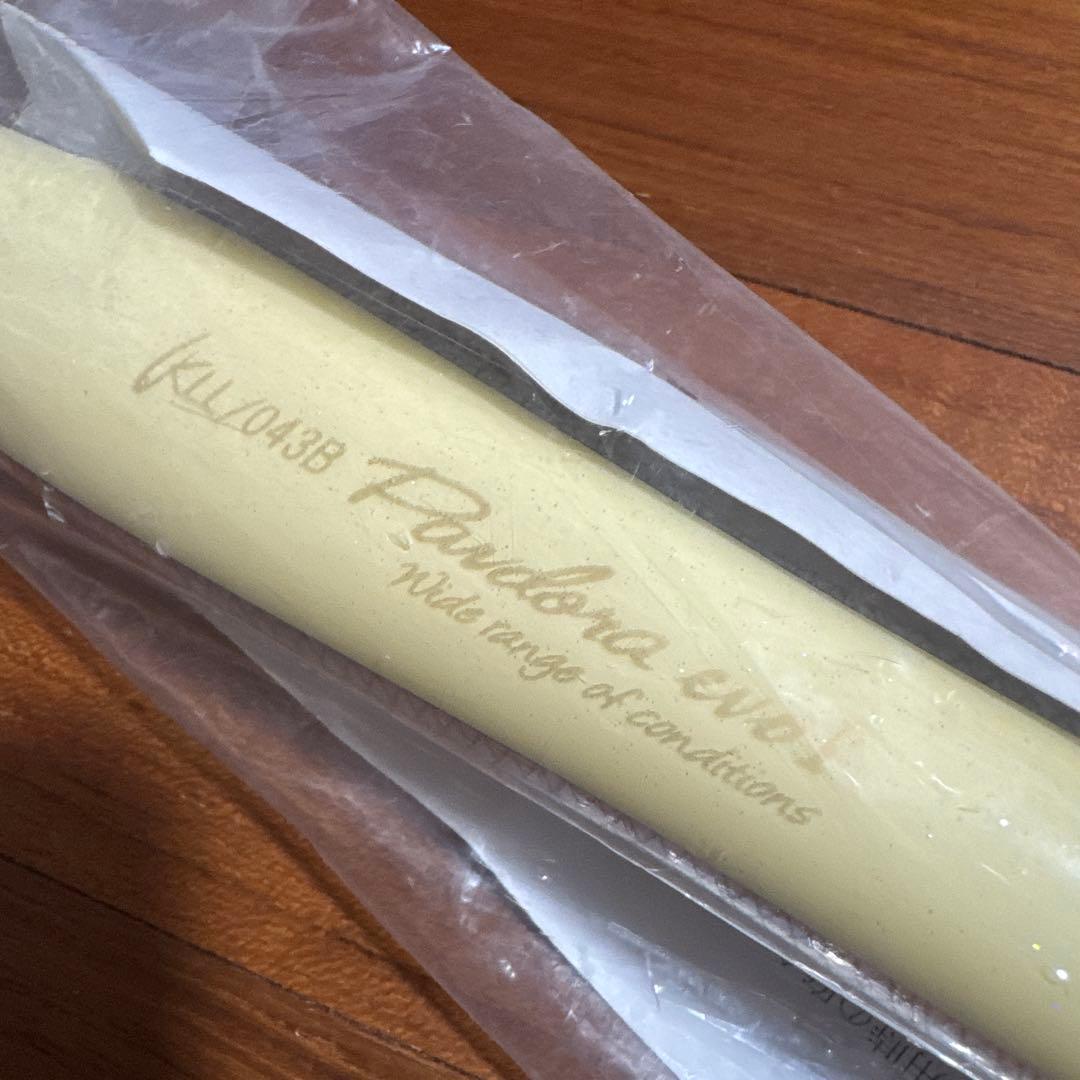 KLL/043B
Pandora evo!
Wide range of conditions